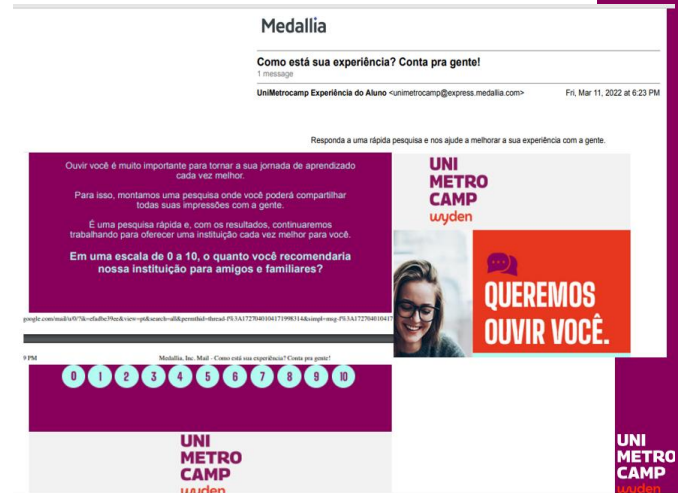 Medallia
Como está sua experiência? Conta pra gente!
1 message
UniMetrocamp Experiência do Aluno <unimetrocamp@express.medallia.com>
Fri, Mar 11, 2022 at 6:23 PM
Responda a uma rápida pesquisa e nos ajude a melhorar a sua experiência com a gente.
Ouvir você é muito importante para tornar a sua jornada de aprendizado
cada vez melhor.
Para isso, montamos uma pesquisa onde você poderá compartilhar
todas suas impressões com a gente.
É uma pesquisa rápida e, com os resultados, continuaremos
trabalhando para oferecer uma instituição cada vez melhor para você.
Em uma escala de 0 a 10, o quanto você recomendaria
nossa instituição para amigos e familiares?
UNI
METRO
CAMP
wyden
QUEREMOS
OUVIR VOCÊ.
9 PM
Medallia, Inc. Mail - Como está sua experiência? Conta pra gente!
0 1 2 3 4 5 6 7 8 9 10
UNI
METRO
CAMP
wyden
UNI
METRO
CAMP
wyden